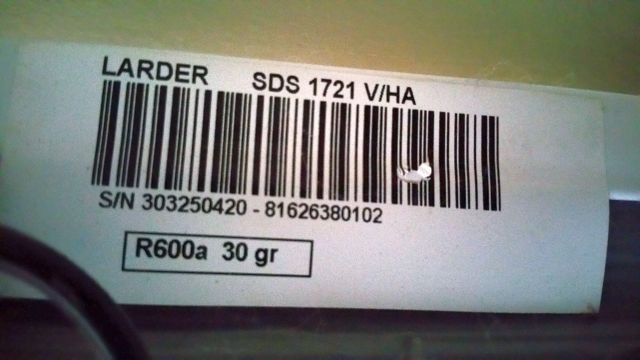 LARDER SDS 1721 V/HA
S/N 303250420 - 81626380102
R600a 30 gr